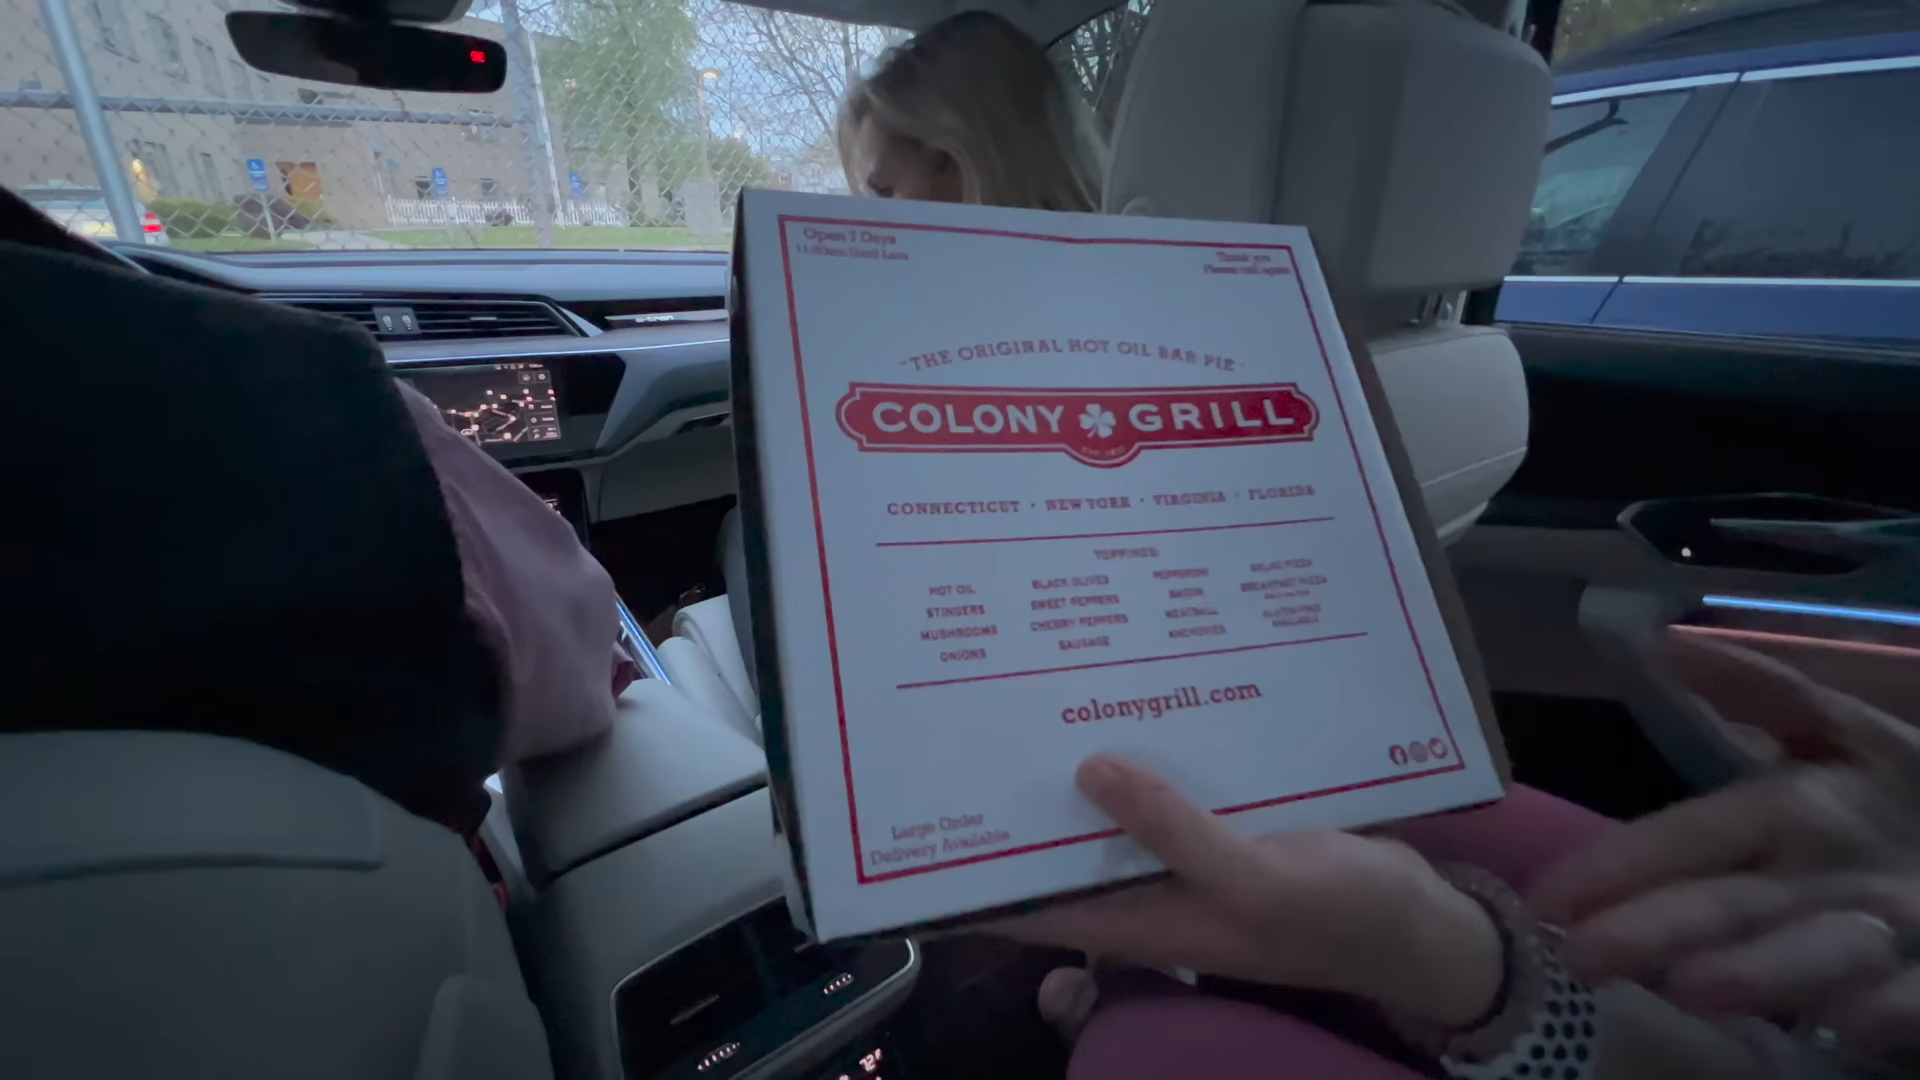 Open 7 Days
Thank you
Please call again
-THE ORIGINAL HOT OIL BAR PIE-
COLONY GRILL
CONNECTICUT · NEW YORK · VIRGINIA · FLORIDA
TOPPINGS:
HOT OIL
STINGERS
MUSHROOMS
ONIONS
BLACK OLIVES
SWEET PEPPERS
CHERRY PEPPERS
SAUSAGE
PEPPERONI
BACON
MEATBALL
ANCHOVIES
SALAD PIZZA
BREAKFAST PIZZA
GLUTEN-FREE
AVAILABLE
colonygrill.com
Large Order
Delivery Available
e-tron
72°